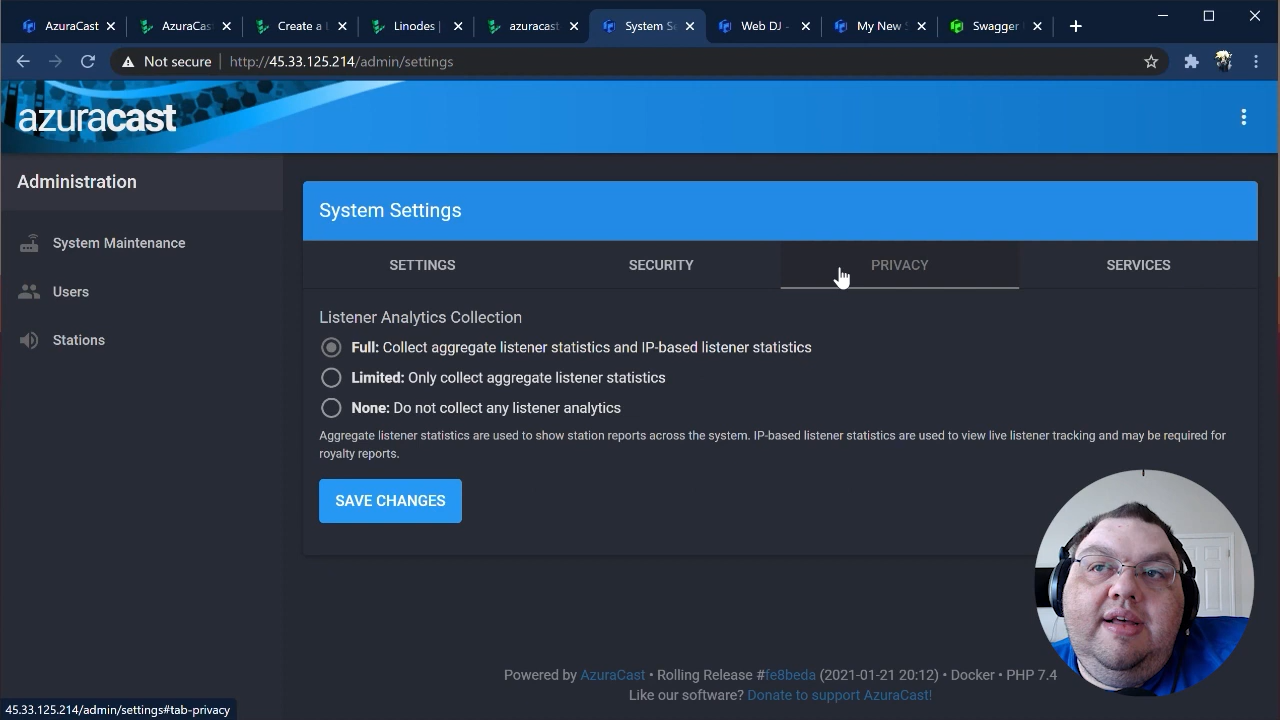 AzuraCast
AzuraCas
Create a L
Linodes |
azuracast
System Se
Web DJ -
My New S
Swagger
Not secure
http://45.33.125.214/admin/settings
azuracast
Administration
System Maintenance
Users
Stations
System Settings
SETTINGS
SECURITY
PRIVACY
SERVICES
Listener Analytics Collection
Full: Collect aggregate listener statistics and IP-based listener statistics
Limited: Only collect aggregate listener statistics
None: Do not collect any listener analytics
Aggregate listener statistics are used to show station reports across the system. IP-based listener statistics are used to view live listener tracking and may be required for
royalty reports.
SAVE CHANGES
Powered by AzuraCast • Rolling Release #fe8beda (2021-01-21 20:12) • Docker • PHP 7.4
Like our software? Donate to support AzuraCast!
45.33.125.214/admin/settings#tab-privacy